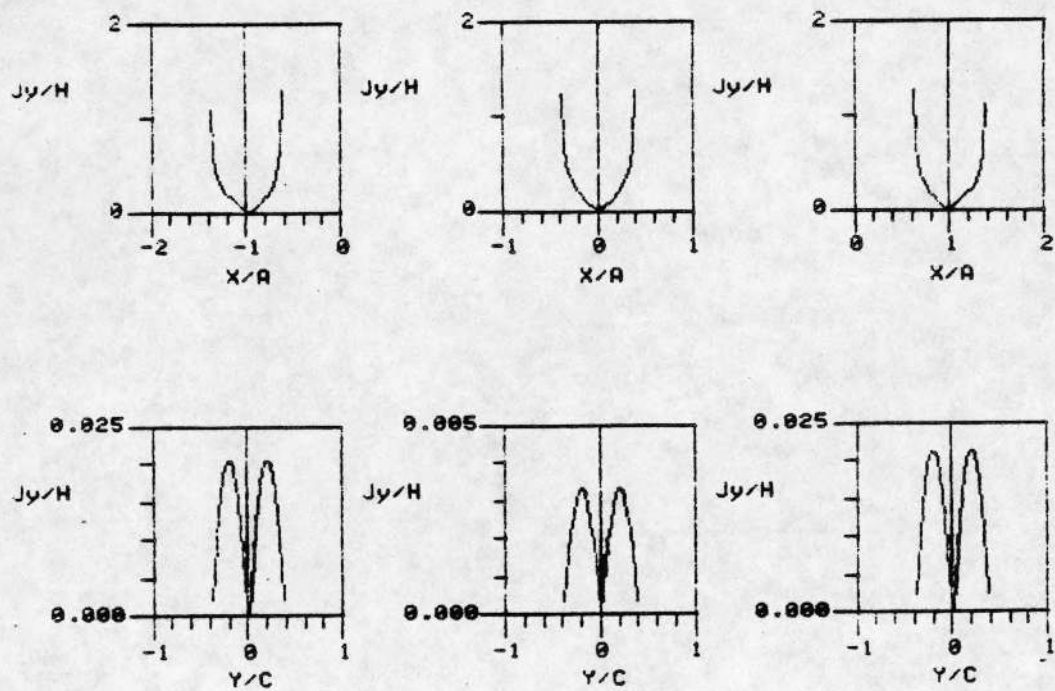 2 2 2
Jy/H Jy/H Jy/H
0 0 0
-2 -1 0 -1 0 1 0 1 2
X/A X/A X/A
0.025 0.005 0.025
Jy/H Jy/H Jy/H
0.000 0.000 0.000
-1 0 1 -1 0 1 -1 0 1
Y/C Y/C Y/C